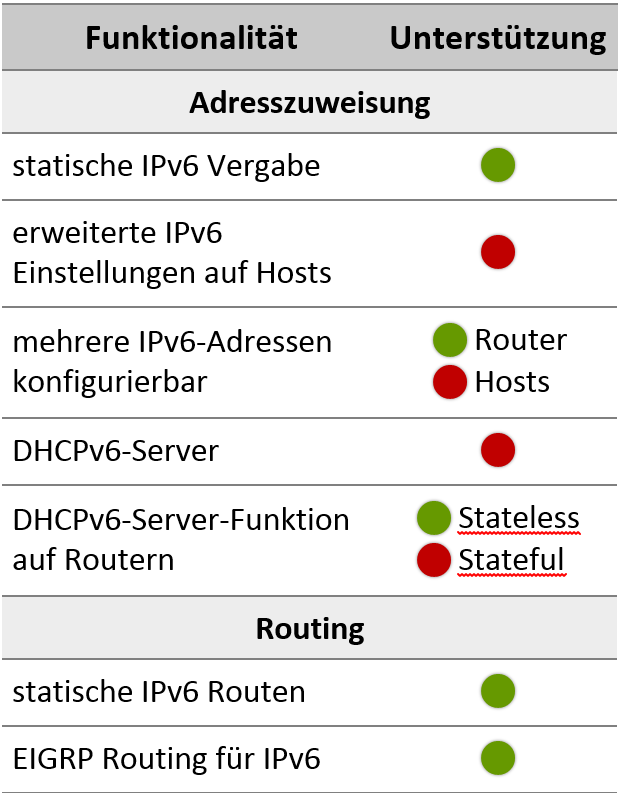 Funktionalität Unterstützung
Adresszuweisung
statische IPv6 Vergabe
erweiterte IPv6
Einstellungen auf Hosts
mehrere IPv6-Adressen
konfigurierbar
Router
Hosts
DHCPv6-Server
DHCPv6-Server-Funktion
auf Routern
Stateless
Stateful
Routing
statische IPv6 Routen
EIGRP Routing für IPv6